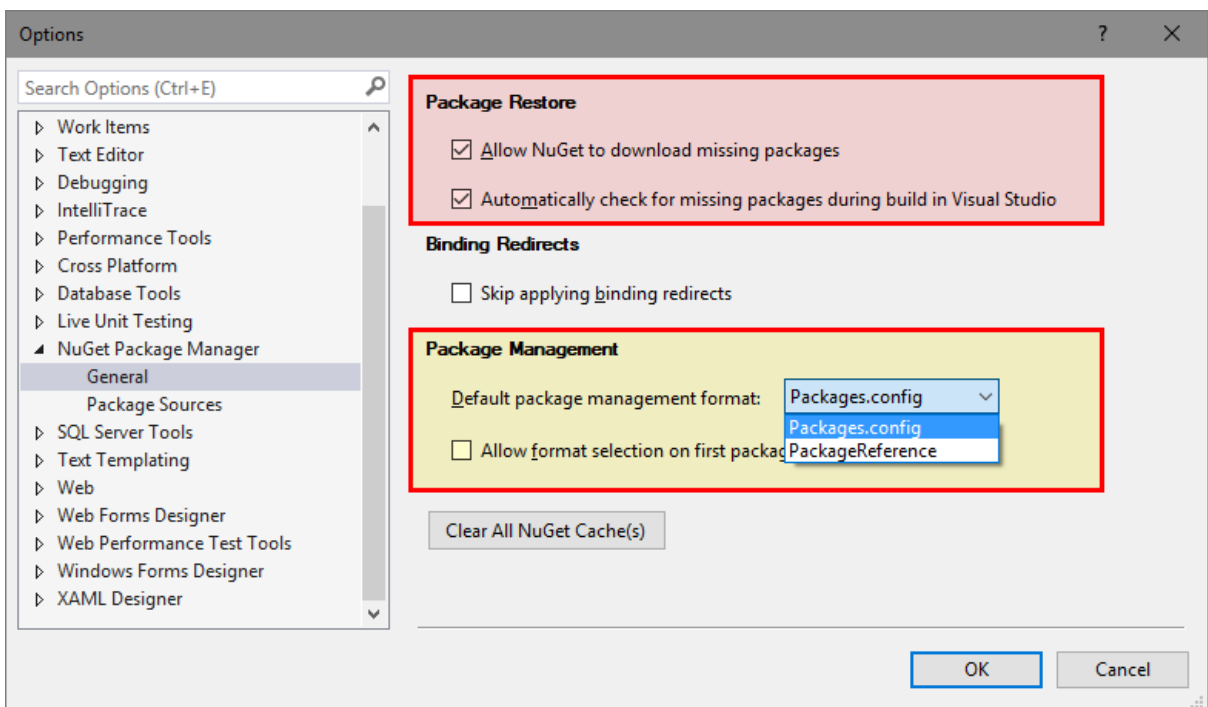 Options
?
Search Options (Ctrl+E)
Work Items
Text Editor
Debugging
IntelliTrace
Performance Tools
Cross Platform
Database Tools
Live Unit Testing
NuGet Package Manager
General
Package Sources
SQL Server Tools
Text Templating
Web
Web Forms Designer
Web Performance Test Tools
Windows Forms Designer
XAML Designer
Package Restore
Allow NuGet to download missing packages
Automatically check for missing packages during build in Visual Studio
Binding Redirects
Skip applying binding redirects
Package Management
Default package management format: Packages.config
Packages.config
PackageReference
Allow format selection on first
Clear All NuGet Cache(s)
OK
Cancel